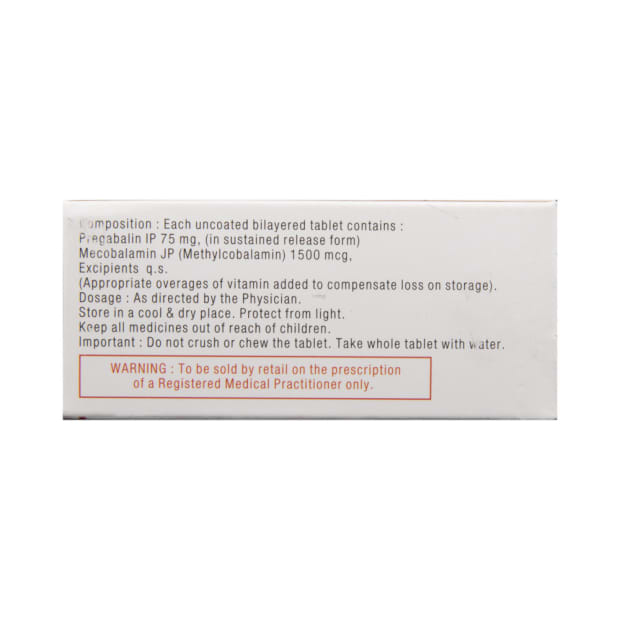 Composition : Each uncoated bilayered tablet contains :
Pregabalin IP 75 mg, (in sustained release form)
Mecobalamin JP (Methylcobalamin) 1500 mcg,
Excipients q.s.
(Appropriate overages of vitamin added to compensate loss on storage).
Dosage : As directed by the Physician.
Store in a cool & dry place. Protect from light.
Keep all medicines out of reach of children.
Important : Do not crush or chew the tablet. Take whole tablet with water.
WARNING : To be sold by retail on the prescription
of a Registered Medical Practitioner only.